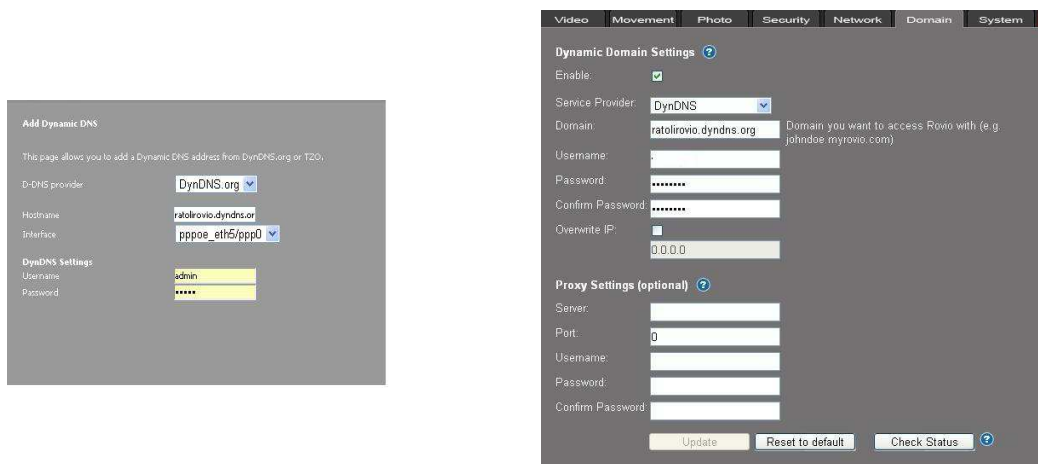 Add Dynamic DNS
This page allows you to add a Dynamic DNS address from DynDNS.org or TZO.
D-DNS provider DynDNS.org
Hostname ratolirovio.dyndns.or
Interface pppoe_eth5/ppp0
DynDNS Settings
Username admin
Password •••••
Video Movement Photo Security Network Domain System
Dynamic Domain Settings ?
Enable:
Service Provider: DynDNS
Domain: ratolirovio.dyndns.org Domain you want to access Rovio with (e.g.
johndoe.myrovio.com)
Username:
Password: ••••••••
Confirm Password: ••••••••
Overwrite IP:
0.0.0.0
Proxy Settings (optional) ?
Server:
Port: 0
Username:
Password:
Confirm Password:
Update Reset to default Check Status ?